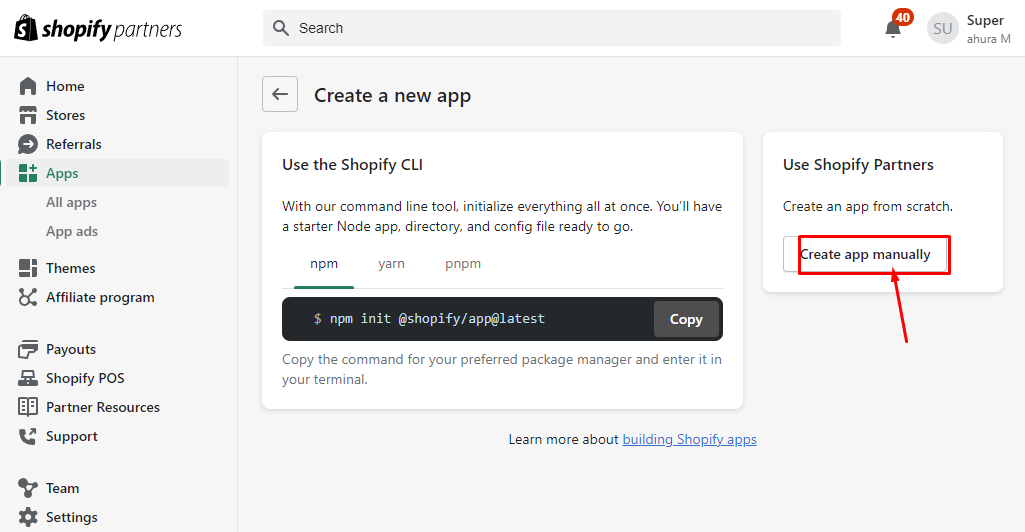 shopify partners
Search
40
SU
Super
ahura M
Home
Stores
Referrals
Apps
All apps
App ads
Themes
Affiliate program
Payouts
Shopify POS
Partner Resources
Support
Team
Settings
Create a new app
Use the Shopify CLI
With our command line tool, initialize everything all at once. You'll have
a starter Node app, directory, and config file ready to go.
npm yarn pnpm
$ npm init @shopify/app@latest
Copy
Copy the command for your preferred package manager and enter it in
your terminal.
Use Shopify Partners
Create an app from scratch.
Create app manually
Learn more about building Shopify apps